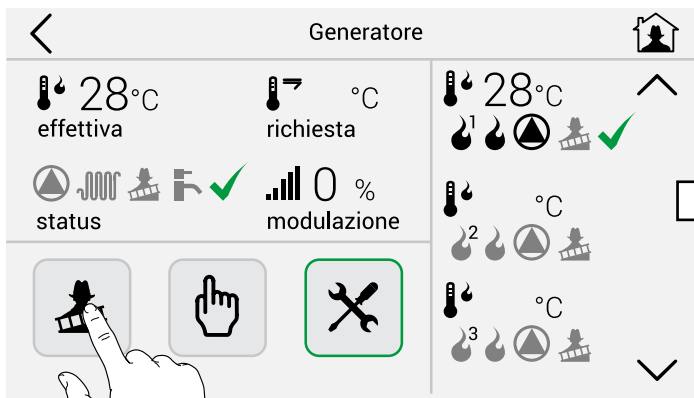 Generatore
28°C
°C
effettiva
richiesta
0 %
status
modulazione
28°C
1
°C
2
°C
3